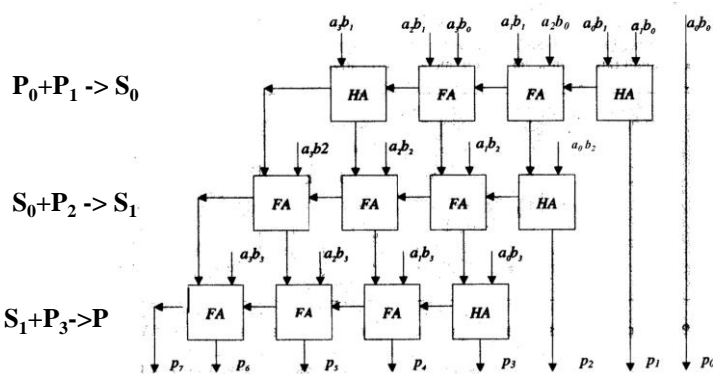 a₃b₁ a₂b₁ a₃b₀ a₁b₁ a₂b₀ a₀b₁ a₁b₀ a₀b₀
P₀+P₁ -> S₀ HA FA FA HA
a₃b2 a₂b₂ a₁b₂ a₀b₂
S₀+P₂ -> S₁ FA FA FA HA
a₃b₃ a₂b₃ a₁b₃ a₀b₃
S₁+P₃->P FA FA FA HA
p₇ p₆ p₅ p₄ p₃ p₂ p₁ p₀